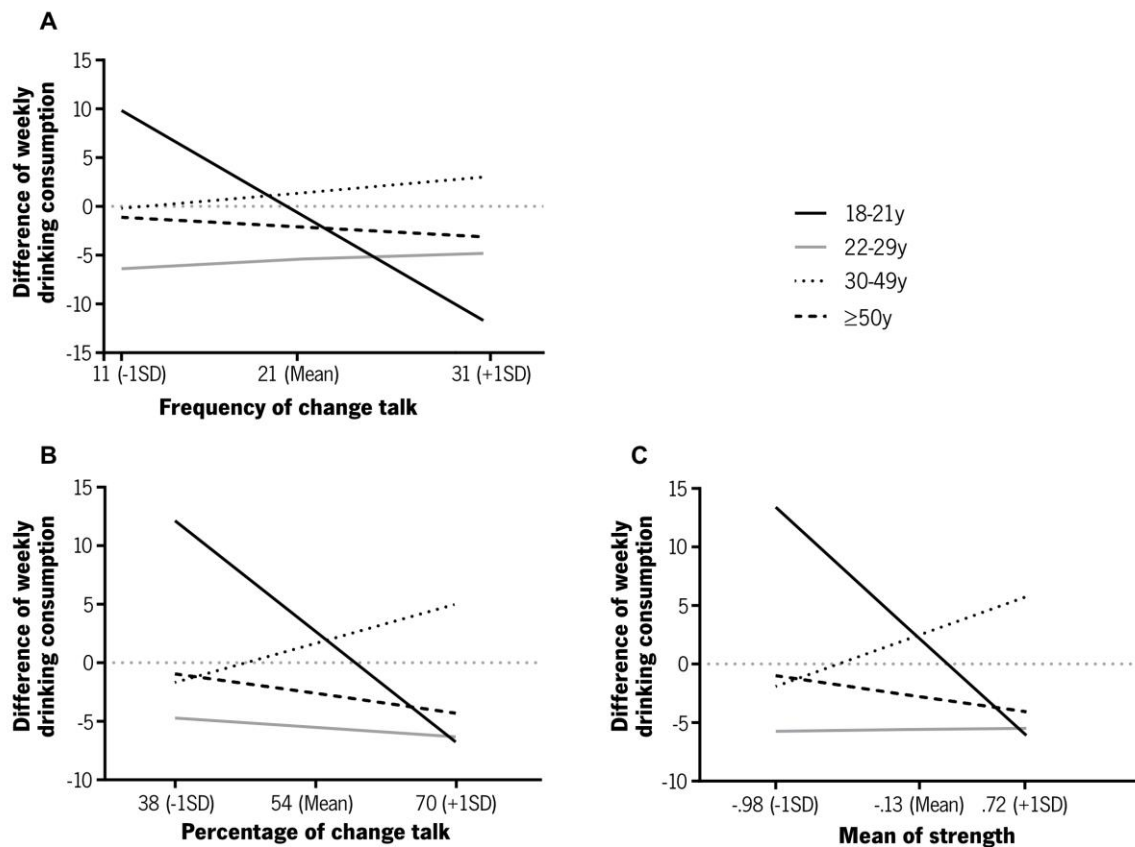 A
Difference of weekly
drinking consumption
15
10
5
0
-5
-10
-15
11 (-1SD) 21 (Mean) 31 (+1SD)
Frequency of change talk
18-21y
22-29y
30-49y
≥50y
B
Difference of weekly
drinking consumption
15
10
5
0
-5
-10
38 (-1SD) 54 (Mean) 70 (+1SD)
Percentage of change talk
C
Difference of weekly
drinking consumption
15
10
5
0
-5
-10
-.98 (-1SD) -.13 (Mean) .72 (+1SD)
Mean of strength